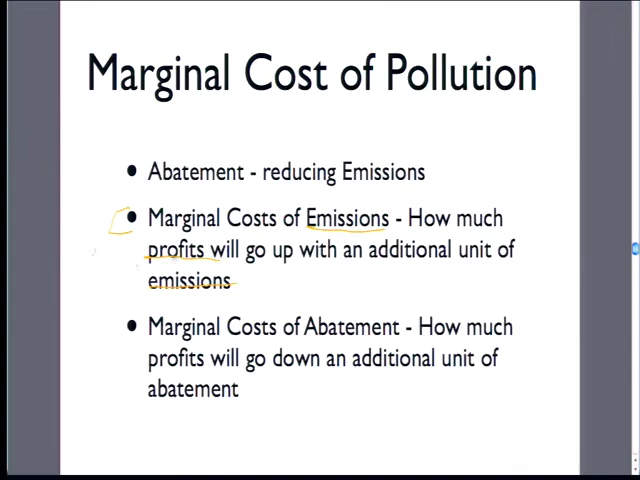 Marginal Cost of Pollution
• Abatement - reducing Emissions
• Marginal Costs of Emissions - How much
profits will go up with an additional unit of
emissions
• Marginal Costs of Abatement - How much
profits will go down an additional unit of
abatement